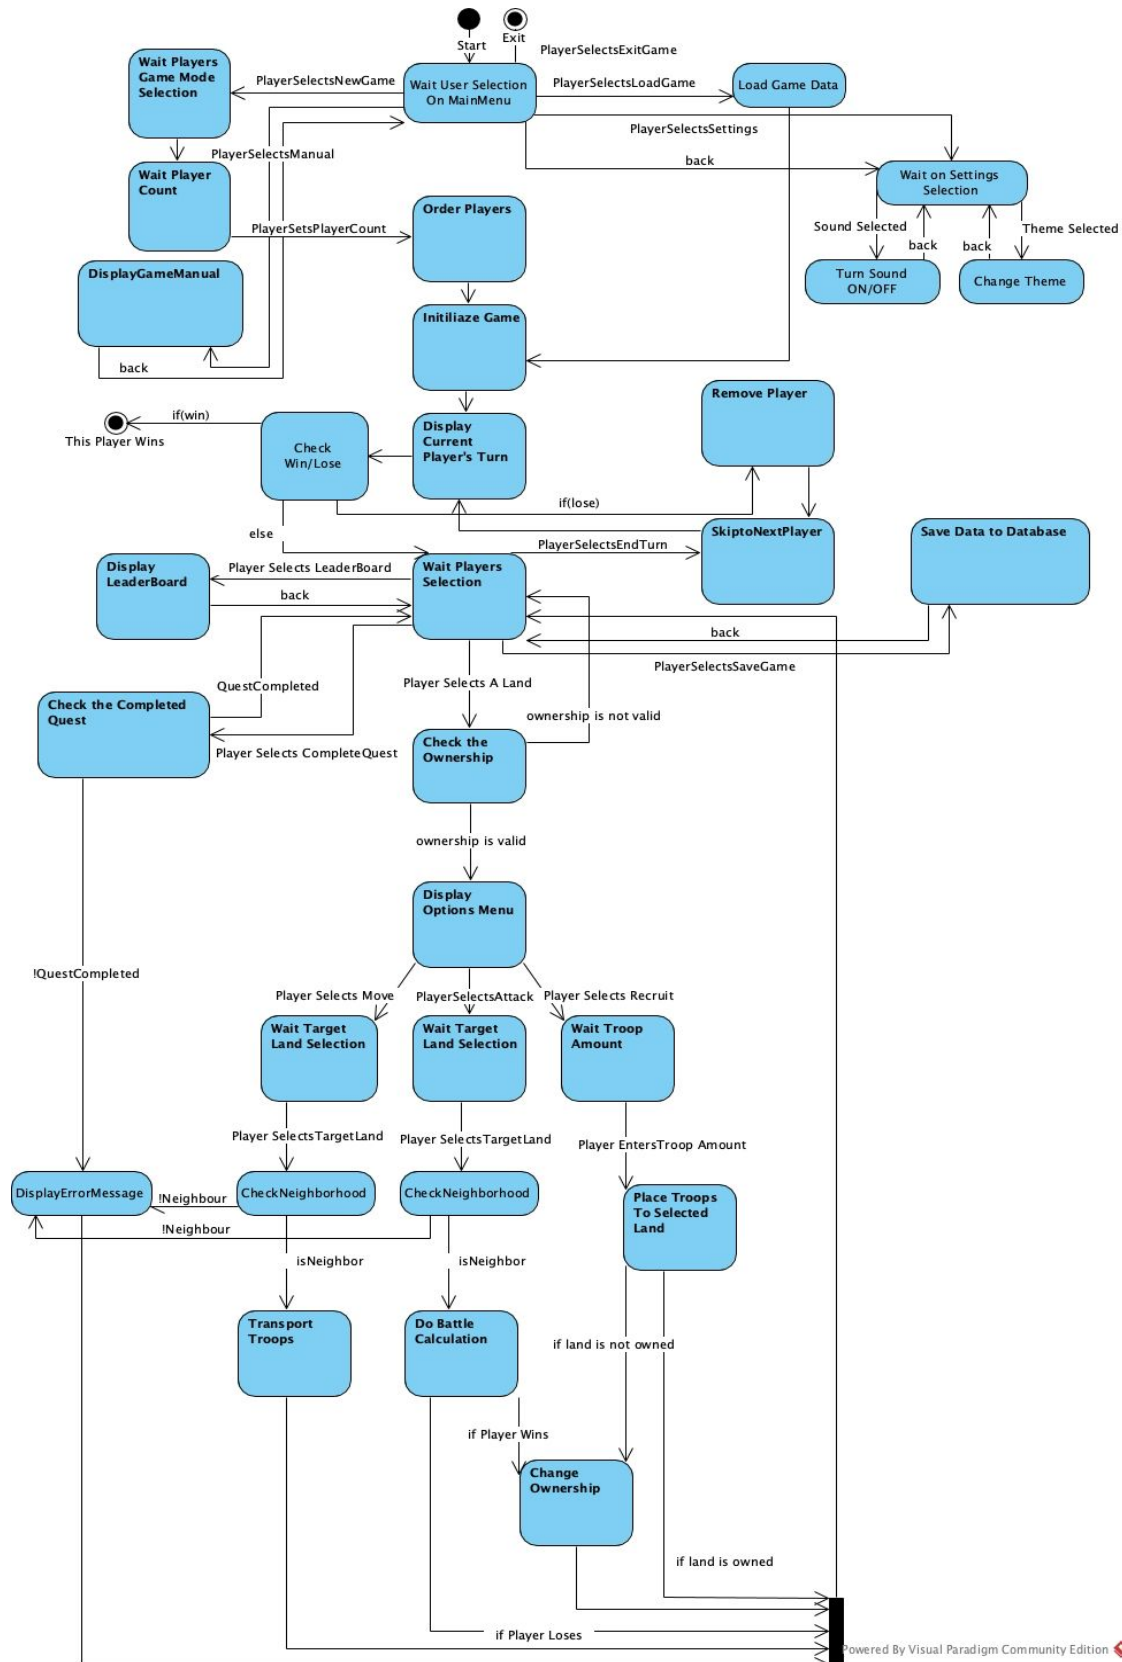 Start
Exit
PlayerSelectsExitGame
Wait Players
Game Mode
Selection
PlayerSelectsNewGame
Wait User Selection
On MainMenu
PlayerSelectsLoadGame
Load Game Data
PlayerSelectsSettings
PlayerSelectsManual
back
Wait Player
Count
Wait on Settings
Selection
Order Players
PlayerSetsPlayerCount
Sound Selected
back
back
Theme Selected
DisplayGameManual
Turn Sound
ON/OFF
Change Theme
Initiliaze Game
back
Remove Player
if(win)
This Player Wins
Check
Win/Lose
Display
Current
Player's Turn
if(lose)
else
SkiptoNextPlayer
Save Data to Database
PlayerSelectsEndTurn
Display
LeaderBoard
Player Selects LeaderBoard
back
Wait Players
Selection
back
PlayerSelectsSaveGame
QuestCompleted
Player Selects A Land
Check the Completed
Quest
ownership is not valid
Player Selects CompleteQuest
Check the
Ownership
ownership is valid
Display
Options Menu
!QuestCompleted
Player Selects Move
PlayerSelectsAttack
Player Selects Recruit
Wait Target
Land Selection
Wait Target
Land Selection
Wait Troop
Amount
Player SelectsTargetLand
Player SelectsTargetLand
Player EntersTroop Amount
DisplayErrorMessage
!Neighbour
CheckNeighborhood
CheckNeighborhood
Place Troops
To Selected
Land
!Neighbour
isNeighbor
isNeighbor
Transport
Troops
Do Battle
Calculation
if land is not owned
if Player Wins
Change
Ownership
if land is owned
if Player Loses
Powered By Visual Paradigm Community Edition